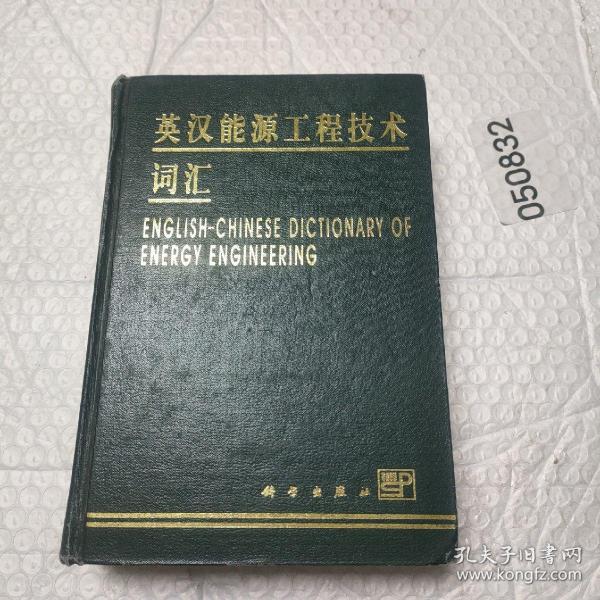 英汉能源工程技术
词汇
ENGLISH-CHINESE DICTIONARY OF
ENERGY ENGINEERING
科学出版社
SP
050832
孔夫子旧书网
www.kongfz.com